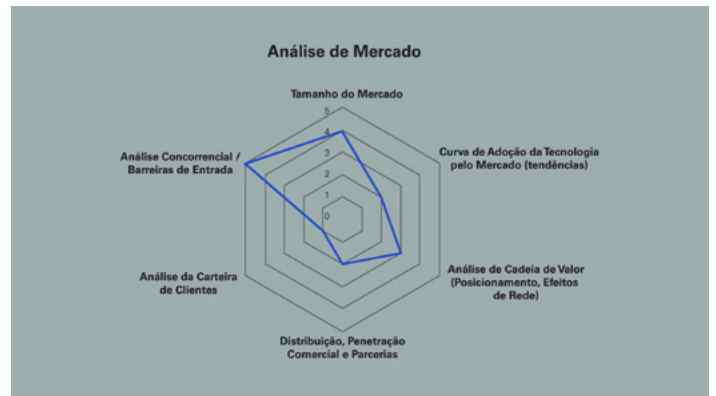 Análise de Mercado
Tamanho do Mercado
5
4
3
2
1
0
Análise Concorrencial /
Barreiras de Entrada
Curva de Adoção da Tecnologia
pelo Mercado (tendências)
Análise da Carteira
de Clientes
Análise de Cadeia de Valor
(Posicionamento, Efeitos
de Rede)
Distribuição, Penetração
Comercial e Parcerias